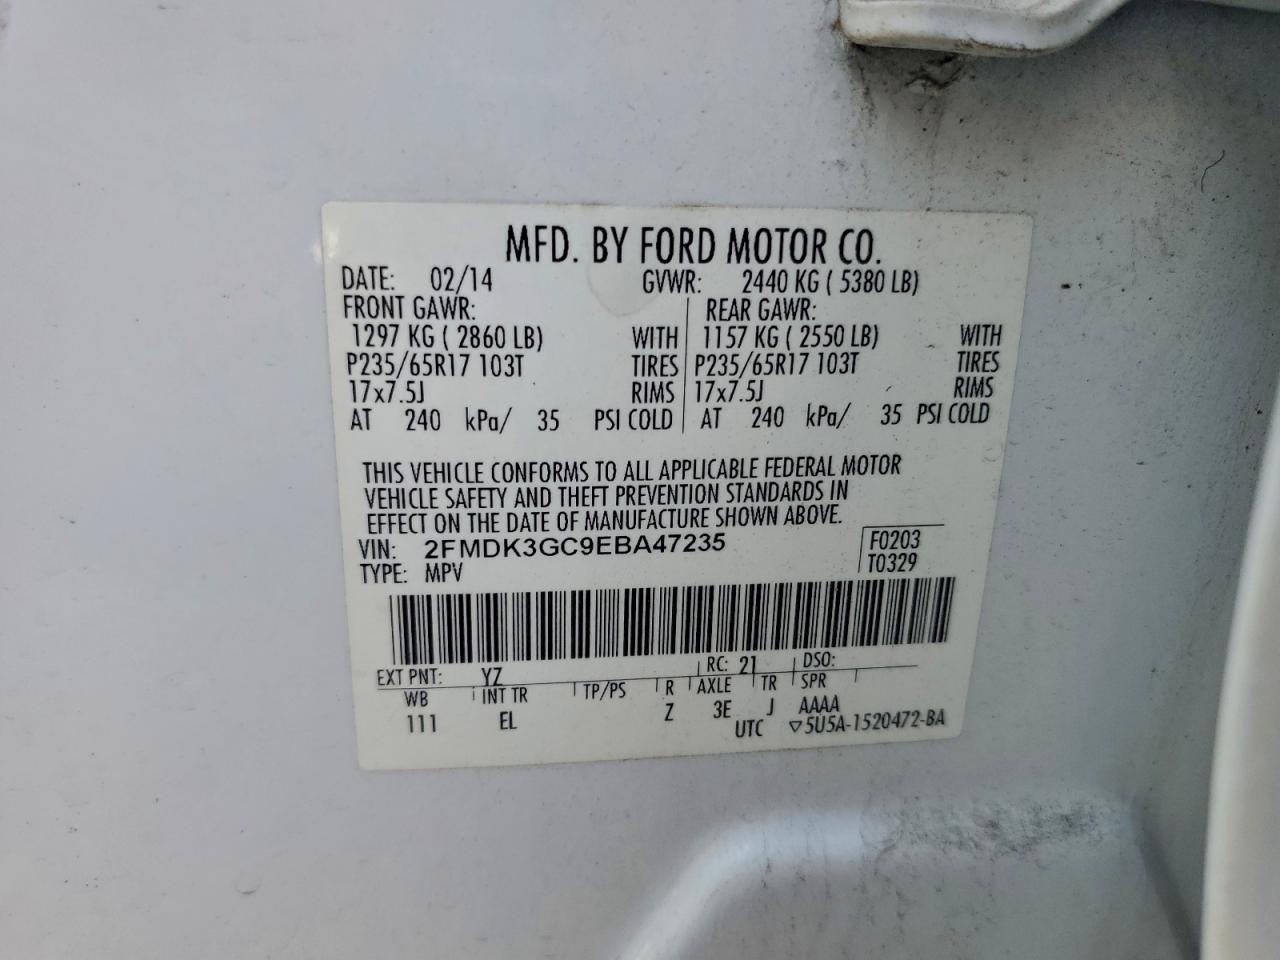 MFD. BY FORD MOTOR CO.
DATE: 02/14 GVWR: 2440 KG ( 5380 LB)
FRONT GAWR: REAR GAWR:
1297 KG ( 2860 LB) WITH 1157 KG ( 2550 LB) WITH
P235/65R17 103T TIRES P235/65R17 103T TIRES
17x7.5J RIMS 17x7.5J RIMS
AT 240 kPa/ 35 PSI COLD AT 240 kPa/ 35 PSI COLD
THIS VEHICLE CONFORMS TO ALL APPLICABLE FEDERAL MOTOR
VEHICLE SAFETY AND THEFT PREVENTION STANDARDS IN
EFFECT ON THE DATE OF MANUFACTURE SHOWN ABOVE.
VIN: 2FMDK3GC9EBA47235 F0203
TYPE: MPV T0329
EXT PNT: YZ RC: 21 DSO:
WB INT TR TP/PS R AXLE TR SPR
111 EL Z 3E J AAAA
UTC ▽5U5A-1520472-BA